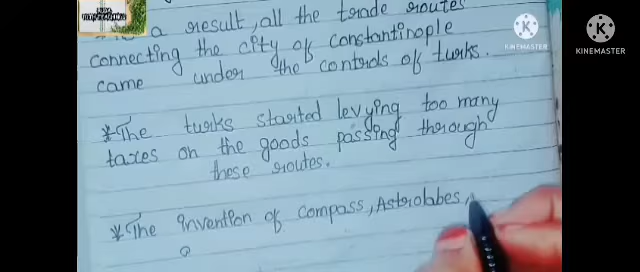 a result, all the trade routes
connecting the city of constantinople
came under the controls of turks.
*The turks started levying too many
taxes on the goods passing thorough
these routes.
*The invention of compass, Astrolabes,
KINEMASTER
KINEMASTER